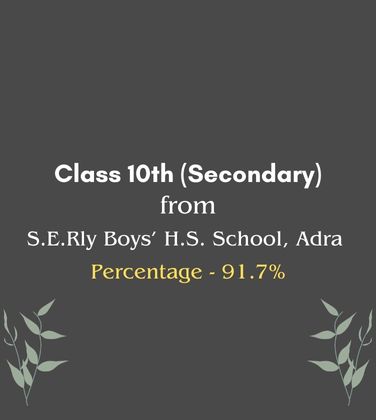 Class 10th (Secondary)
from
S.E.Rly Boys' H.S. School, Adra
Percentage - 91.7%